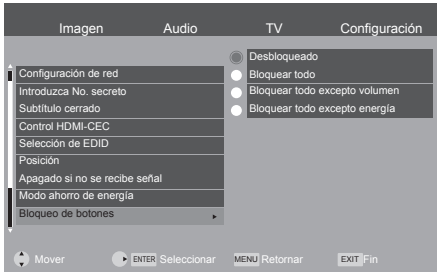 Imagen Audio TV Configuración
Desbloqueado
Bloquear todo
Bloquear todo excepto volumen
Bloquear todo excepto energía
Configuración de red
Introduzca No. secreto
Subtítulo cerrado
Control HDMI-CEC
Selección de EDID
Posición
Apagado si no se recibe señal
Modo ahorro de energía
Bloqueo de botones
Mover ENTER Seleccionar MENU Retornar EXIT Fin